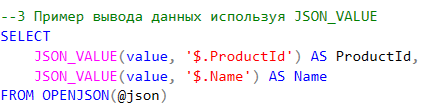 --3 Пример вывода данных используя JSON_VALUE
SELECT
    JSON_VALUE(value, '$.ProductId') AS ProductId,
    JSON_VALUE(value, '$.Name') AS Name
FROM OPENJSON(@json)